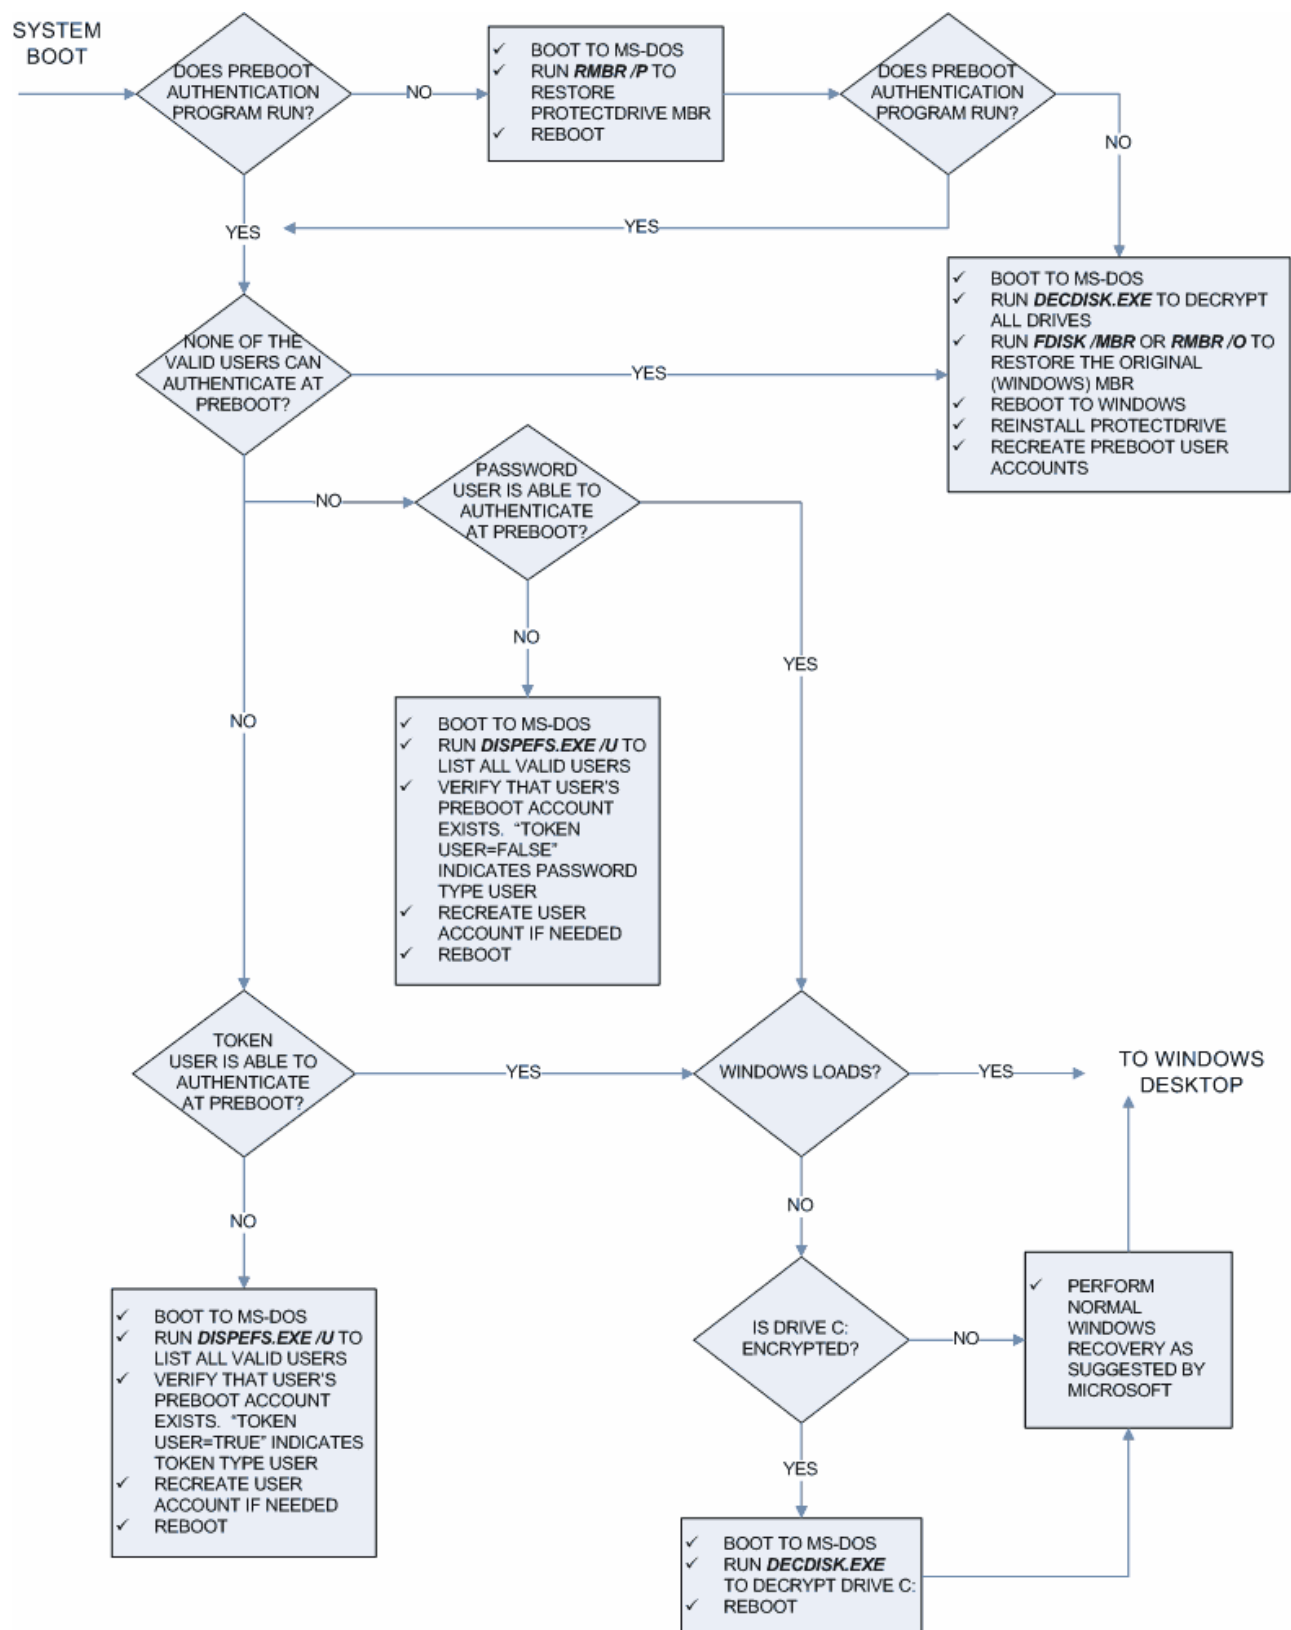 SYSTEM
BOOT
DOES PREBOOT
AUTHENTICATION
PROGRAM RUN?
NO
✓ BOOT TO MS-DOS
✓ RUN RMBR /P TO
RESTORE
PROTECTDRIVE MBR
✓ REBOOT
DOES PREBOOT
AUTHENTICATION
PROGRAM RUN?
NO
YES
YES
✓ BOOT TO MS-DOS
✓ RUN DECDISK.EXE TO DECRYPT
ALL DRIVES
✓ RUN FDISK /MBR OR RMBR /O TO
RESTORE THE ORIGINAL
(WINDOWS) MBR
✓ REBOOT TO WINDOWS
✓ REINSTALL PROTECTDRIVE
✓ RECREATE PREBOOT USER
ACCOUNTS
NONE OF THE
VALID USERS CAN
AUTHENTICATE AT
PREBOOT?
YES
NO
PASSWORD
USER IS ABLE TO
AUTHENTICATE
AT PREBOOT?
NO
YES
NO
✓ BOOT TO MS-DOS
✓ RUN DISPEFS.EXE /U TO
LIST ALL VALID USERS
✓ VERIFY THAT USER'S
PREBOOT ACCOUNT
EXISTS. “TOKEN
USER=FALSE”
INDICATES PASSWORD
TYPE USER
✓ RECREATE USER
ACCOUNT IF NEEDED
✓ REBOOT
TOKEN
USER IS ABLE TO
AUTHENTICATE
AT PREBOOT?
YES
WINDOWS LOADS?
YES
TO WINDOWS
DESKTOP
NO
NO
✓ BOOT TO MS-DOS
✓ RUN DISPEFS.EXE /U TO
LIST ALL VALID USERS
✓ VERIFY THAT USER'S
PREBOOT ACCOUNT
EXISTS. “TOKEN
USER=TRUE” INDICATES
TOKEN TYPE USER
✓ RECREATE USER
ACCOUNT IF NEEDED
✓ REBOOT
IS DRIVE C:
ENCRYPTED?
NO
✓ PERFORM
NORMAL
WINDOWS
RECOVERY AS
SUGGESTED BY
MICROSOFT
YES
✓ BOOT TO MS-DOS
✓ RUN DECDISK.EXE
TO DECRYPT DRIVE C:
✓ REBOOT